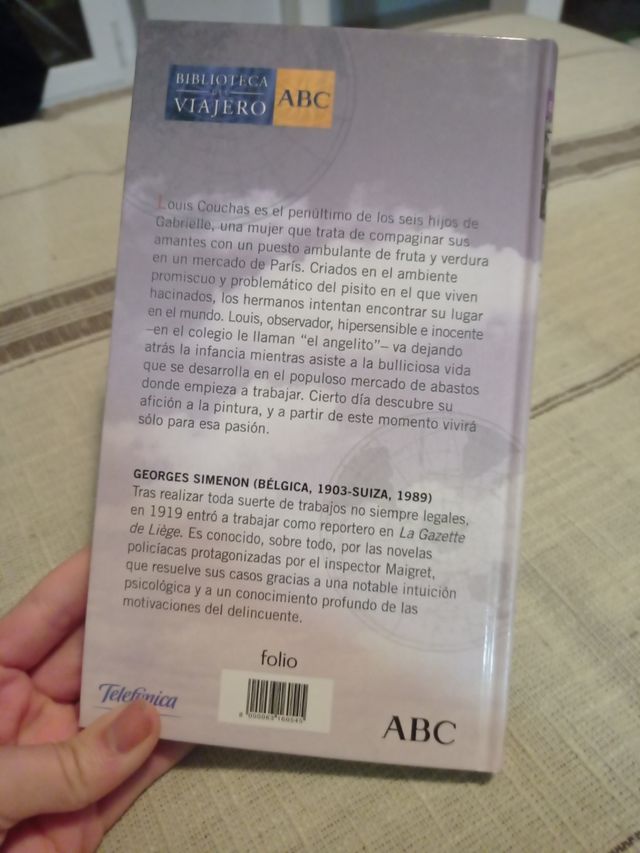 BIBLIOTECA
DEL
VIAJERO
ABC
Louis Couchas es el penúltimo de los seis hijos de
Gabrielle, una mujer que trata de compaginar sus
amantes con un puesto ambulante de fruta y verdura
en un mercado de París. Criados en el ambiente
promiscuo y problemático del pisito en el que viven
hacinados, los hermanos intentan encontrar su lugar
en el mundo. Louis, observador, hipersensible e inocente
–en el colegio le llaman “el angelito”– va dejando
atrás la infancia mientras asiste a la bulliciosa vida
que se desarrolla en el populoso mercado de abastos
donde empieza a trabajar. Cierto día descubre su
afición a la pintura, y a partir de este momento vivirá
sólo para esa pasión.
GEORGES SIMENON (BÉLGICA, 1903-SUIZA, 1989)
Tras realizar toda suerte de trabajos no siempre legales,
en 1919 entró a trabajar como reportero en La Gazette
de Liège. Es conocido, sobre todo, por las novelas
policíacas protagonizadas por el inspector Maigret,
que resuelve sus casos gracias a una notable intuición
psicológica y a un conocimiento profundo de las
motivaciones del delincuente.
folio
Telefónica
ABC